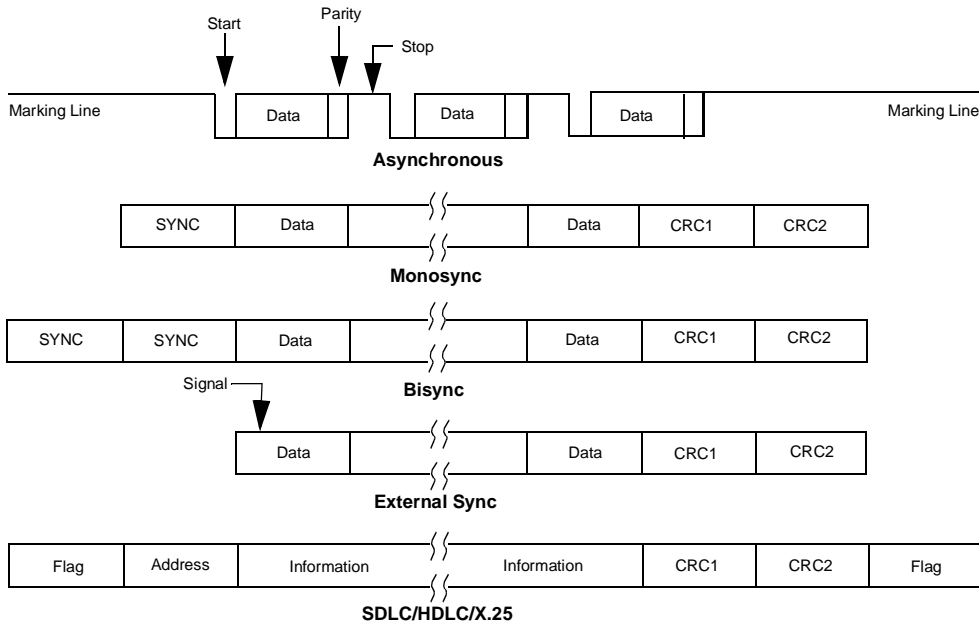 Start
Parity
Stop
Marking Line
Data
Data
Data
Marking Line
Asynchronous
SYNC Data Data CRC1 CRC2
Monosync
SYNC SYNC Data Data CRC1 CRC2
Bisync
Signal
Data Data CRC1 CRC2
External Sync
Flag Address Information Information CRC1 CRC2 Flag
SDLC/HDLC/X.25